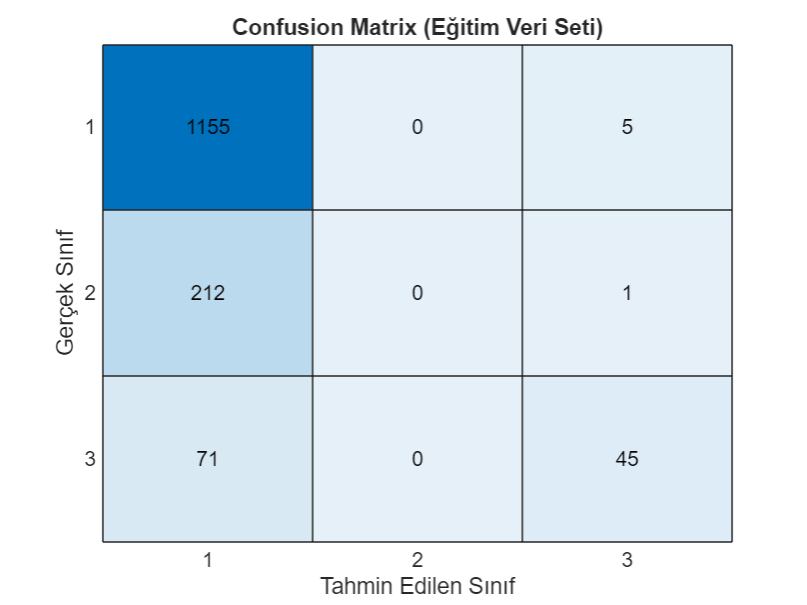 Confusion Matrix (Eğitim Veri Seti)
1 1155 0 5
Gerçek Sınıf
2 212 0 1
3 71 0 45
1 2 3
Tahmin Edilen Sınıf